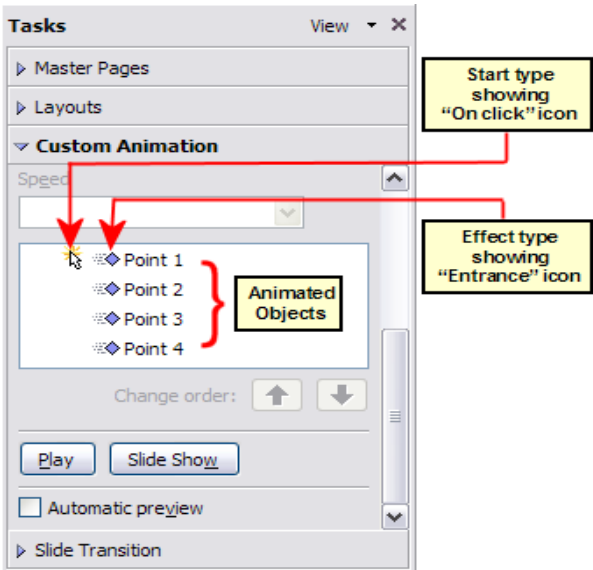 Tasks View
Master Pages
Layouts
Custom Animation
Start type
showing
“On click” icon
Speed
Effect type
showing
“Entrance” icon
Point 1
Point 2
Point 3
Point 4
Animated
Objects
Change order:
Play Slide Show
Automatic preview
Slide Transition